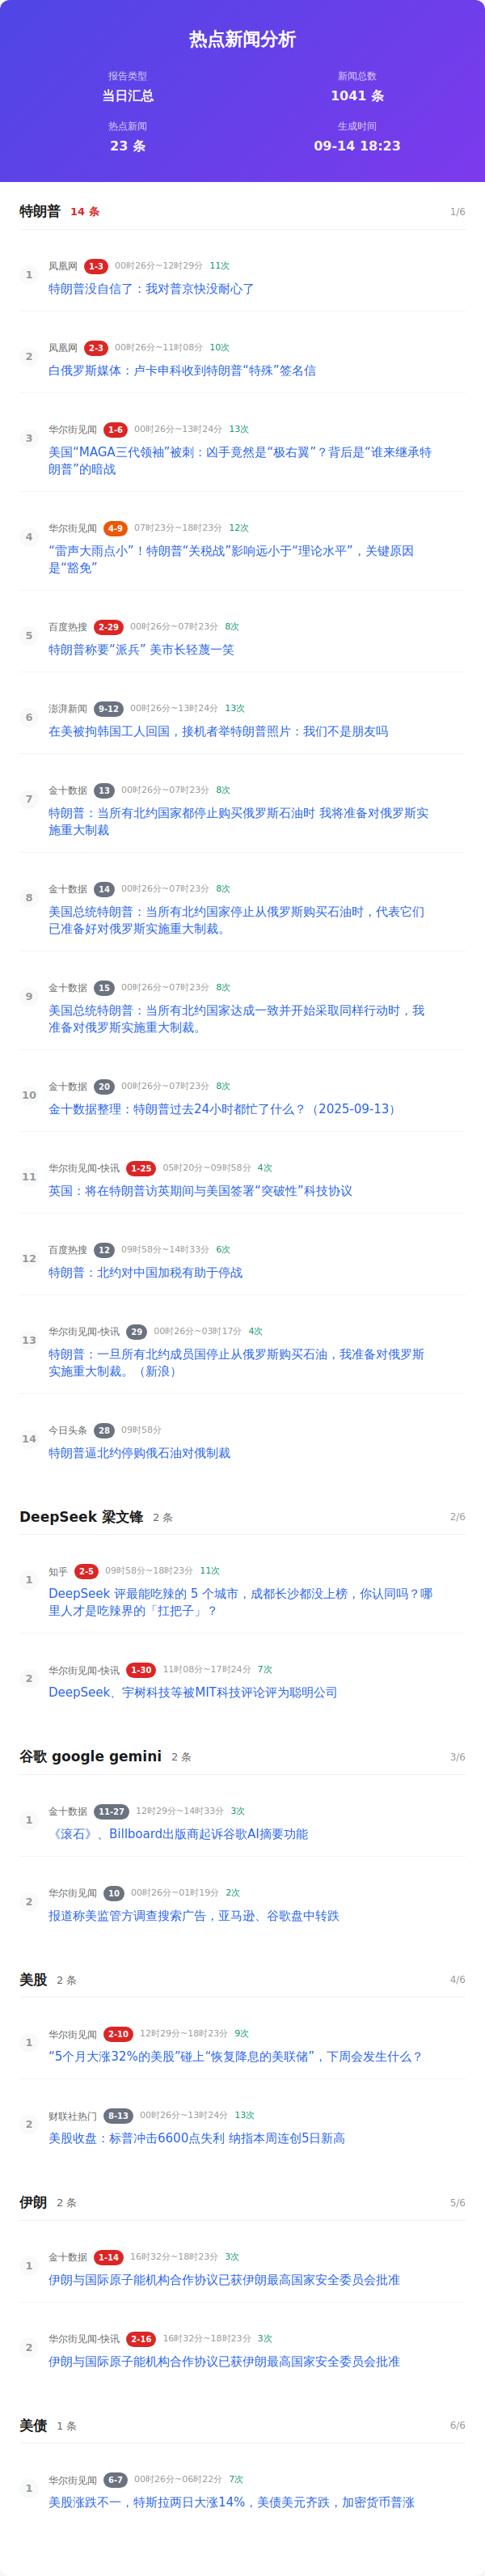 热点新闻分析
报告类型
新闻总数
当日汇总
1041 条
热点新闻
生成时间
23 条
09-14 18:23
特朗普 14 条 1/6
1
凤凰网 1-3 00时26分~12时29分 11次
特朗普没自信了：我对普京快没耐心了
2
凤凰网 2-3 00时26分~11时08分 10次
白俄罗斯媒体：卢卡申科收到特朗普“特殊”签名信
3
华尔街见闻 1-6 00时26分~13时24分 13次
美国“MAGA三代领袖”被刺：凶手竟然是“极右翼”？背后是“谁来继承特
朗普”的暗战
4
华尔街见闻 4-9 07时23分~18时23分 12次
“雷声大雨点小”！特朗普“关税战”影响远小于“理论水平”，关键原因
是“豁免”
5
百度热搜 2-29 00时26分~07时23分 8次
特朗普称要“派兵” 美市长轻蔑一笑
6
澎湃新闻 9-12 00时26分~13时24分 13次
在美被拘韩国工人回国，接机者举特朗普照片：我们不是朋友吗
7
金十数据 13 00时26分~07时23分 8次
特朗普：当所有北约国家都停止购买俄罗斯石油时 我将准备对俄罗斯实
施重大制裁
8
金十数据 14 00时26分~07时23分 8次
美国总统特朗普：当所有北约国家停止从俄罗斯购买石油时，代表它们
已准备好对俄罗斯实施重大制裁。
9
金十数据 15 00时26分~07时23分 8次
美国总统特朗普：当所有北约国家达成一致并开始采取同样行动时，我
准备对俄罗斯实施重大制裁。
10
金十数据 20 00时26分~07时23分 8次
金十数据整理：特朗普过去24小时都忙了什么？（2025-09-13）
11
华尔街见闻-快讯 1-25 05时20分~09时58分 4次
英国：将在特朗普访英期间与美国签署“突破性”科技协议
12
百度热搜 12 09时58分~14时33分 6次
特朗普：北约对中国加税有助于停战
13
华尔街见闻-快讯 29 00时26分~03时17分 4次
特朗普：一旦所有北约成员国停止从俄罗斯购买石油，我准备对俄罗斯
实施重大制裁。（新浪）
14
今日头条 28 09时58分
特朗普逼北约停购俄石油对俄制裁
DeepSeek 梁文锋 2 条 2/6
1
知乎 2-5 09时58分~18时23分 11次
DeepSeek 评最能吃辣的 5 个城市，成都长沙都没上榜，你认同吗？哪
里人才是吃辣界的「扛把子」？
2
华尔街见闻-快讯 1-30 11时08分~17时24分 7次
DeepSeek、宇树科技等被MIT科技评论评为聪明公司
谷歌 google gemini 2 条 3/6
1
金十数据 11-27 12时29分~14时33分 3次
《滚石》、Billboard出版商起诉谷歌AI摘要功能
2
华尔街见闻 10 00时26分~01时19分 2次
报道称美监管方调查搜索广告，亚马逊、谷歌盘中转跌
美股 2 条 4/6
1
华尔街见闻 2-10 12时29分~18时23分 9次
“5个月大涨32%的美股”碰上“恢复降息的美联储”，下周会发生什么？
2
财联社热门 8-13 00时26分~13时24分 13次
美股收盘：标普冲击6600点失利 纳指本周连创5日新高
伊朗 2 条 5/6
1
金十数据 1-14 16时32分~18时23分 3次
伊朗与国际原子能机构合作协议已获伊朗最高国家安全委员会批准
2
华尔街见闻-快讯 2-16 16时32分~18时23分 3次
伊朗与国际原子能机构合作协议已获伊朗最高国家安全委员会批准
美债 1 条 6/6
1
华尔街见闻 6-7 00时26分~06时22分 7次
美股涨跌不一，特斯拉两日大涨14%，美债美元齐跌，加密货币普涨